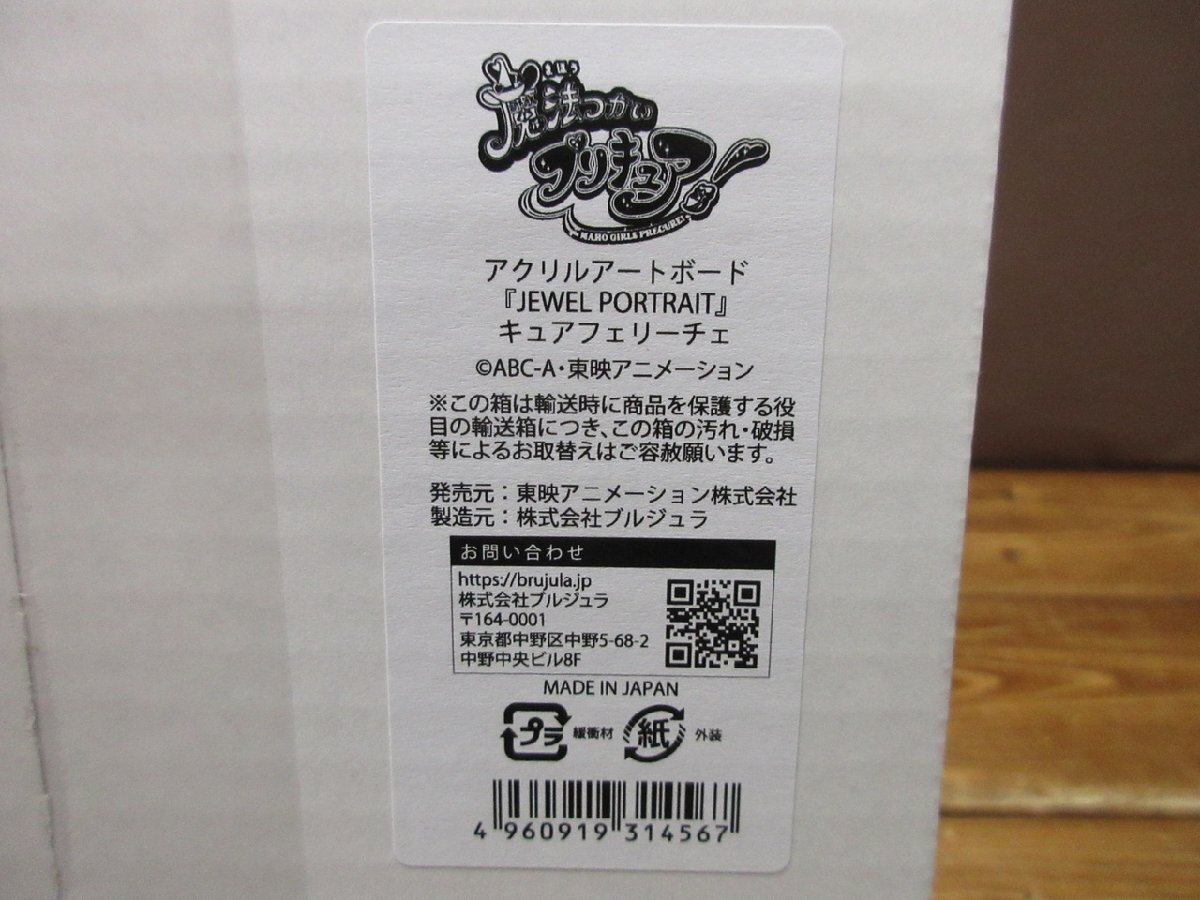 まほう
魔法つかい
プリキュア!
MAHO GIRLS PRECURE!
アクリルアートボード
『JEWEL PORTRAIT』
キュアフェリーチェ
©ABC-A・東映アニメーション
※この箱は輸送時に商品を保護する役
目の輸送箱につき、この箱の汚れ・破損
等によるお取替えはご容赦願います。
発売元：東映アニメーション株式会社
製造元：株式会社ブルジュラ
お問い合わせ
https://brujula.jp
株式会社ブルジュラ
〒164-0001
東京都中野区中野5-68-2
中野中央ビル8F
MADE IN JAPAN
プラ 緩衝材 紙 外装
4 960919 314567